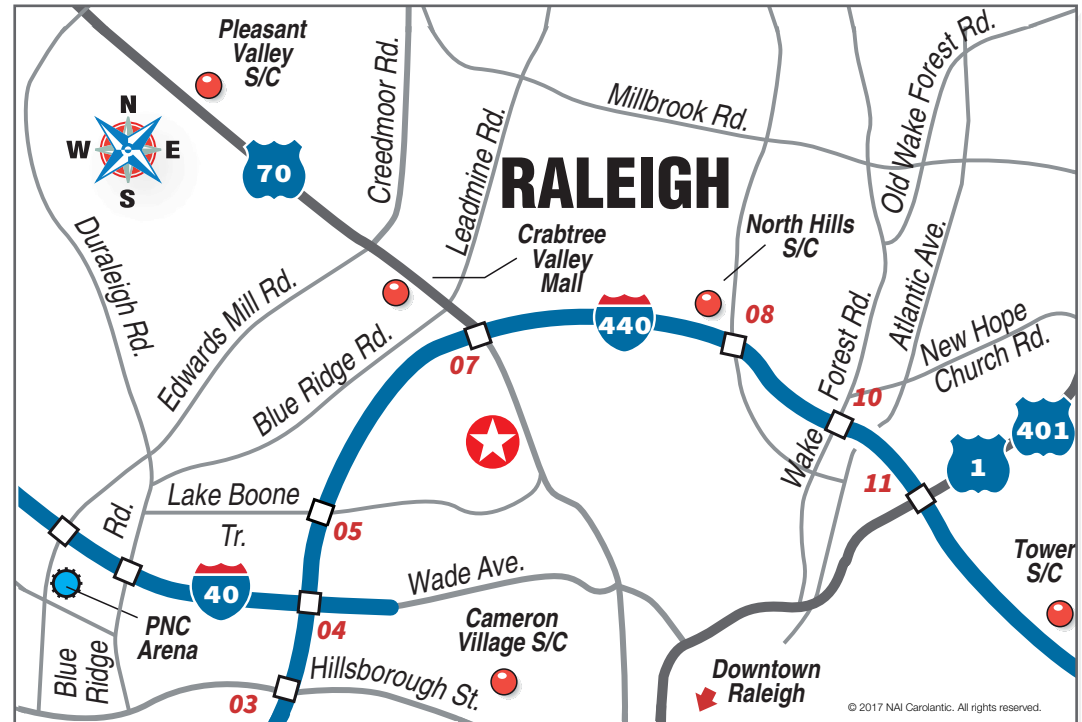 Pleasant
Valley
S/C
Creedmoor Rd.
Old Wake Forest Rd.
Millbrook Rd.
Leadmine Rd.
N
W
E
S
70
RALEIGH
North Hills
S/C
Crabtree
Valley
Mall
Duraleigh Rd.
Edwards Mill Rd.
Atlantic Ave.
440
08
New Hope
Church Rd.
Wake Forest Rd.
Blue Ridge Rd.
07
10
401
1
11
Lake Boone
Tr.
05
Blue Ridge Rd.
40
Wade Ave.
Tower
S/C
PNC
Arena
04
Cameron
Village S/C
Hillsborough St.
03
Downtown
Raleigh
© 2017 NAI Carolantic. All rights reserved.